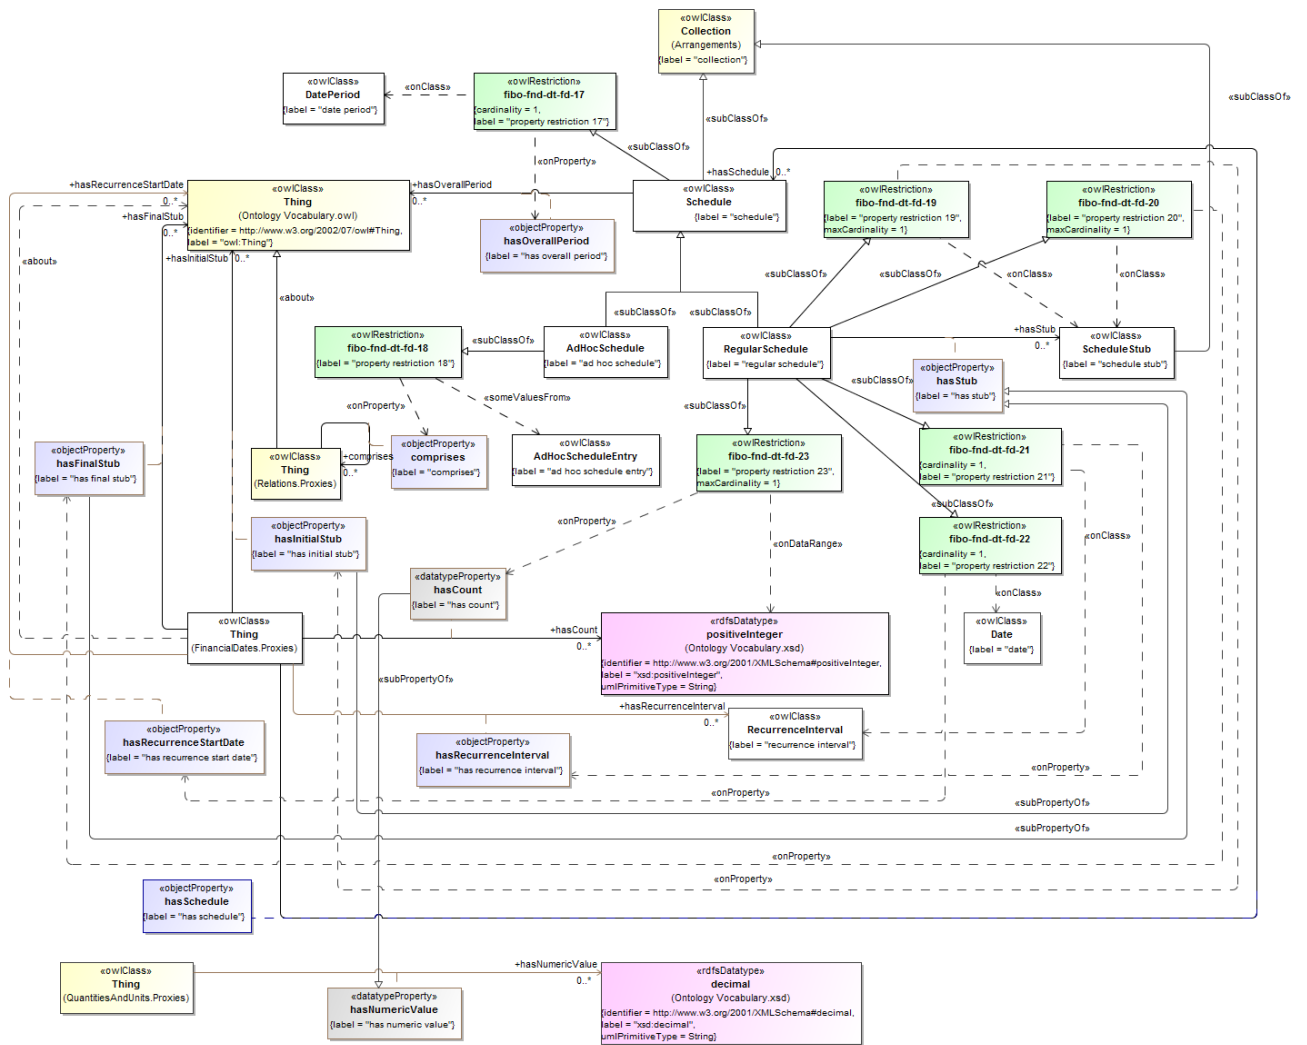 «owlClass»
Collection
(Arrangements)
{label = "collection"}
«subClassOf»
«subClassOf»
«owlClass»
DatePeriod
{label = "date period"}
«onClass»
«owlRestriction»
fibo-fnd-dt-fd-17
{cardinality = 1,
label = "property restriction 17"}
«subClassOf»
«onProperty»
+hasSchedule
0..*
+hasRecurrenceStartDate
0..*
+hasFinalStub
0..*
+hasInitialStub
0..*
«about»
«owlClass»
Thing
(Ontology Vocabulary.owl)
{identifier = http://www.w3.org/2002/07/owl#Thing,
label = "owl:Thing"}
+hasOverallPeriod
0..*
«objectProperty»
hasOverallPeriod
{label = "has overall period"}
«owlClass»
Schedule
{label = "schedule"}
«owlRestriction»
fibo-fnd-dt-fd-19
{label = "property restriction 19",
maxCardinality = 1}
«owlRestriction»
fibo-fnd-dt-fd-20
{label = "property restriction 20",
maxCardinality = 1}
«about»
«subClassOf»
«subClassOf»
«onClass»
«onClass»
«subClassOf»
«subClassOf»
«owlRestriction»
fibo-fnd-dt-fd-18
{label = "property restriction 18"}
«subClassOf»
«owlClass»
AdHocSchedule
{label = "ad hoc schedule"}
«owlClass»
RegularSchedule
{label = "regular schedule"}
+hasStub
0..*
«owlClass»
ScheduleStub
{label = "schedule stub"}
«objectProperty»
hasStub
{label = "has stub"}
«subClassOf»
«subClassOf»
«onProperty»
«someValuesFrom»
«objectProperty»
hasFinalStub
{label = "has final stub"}
«owlClass»
Thing
(Relations.Proxies)
+comprises
0..*
«objectProperty»
comprises
{label = "comprises"}
«owlClass»
AdHocScheduleEntry
{label = "ad hoc schedule entry"}
«owlRestriction»
fibo-fnd-dt-fd-23
{label = "property restriction 23",
maxCardinality = 1}
«owlRestriction»
fibo-fnd-dt-fd-21
{cardinality = 1,
label = "property restriction 21"}
«subClassOf»
«objectProperty»
hasInitialStub
{label = "has initial stub"}
«onProperty»
«onDataRange»
«owlRestriction»
fibo-fnd-dt-fd-22
{cardinality = 1,
label = "property restriction 22"}
«onClass»
«datatypeProperty»
hasCount
{label = "has count"}
«onClass»
«owlClass»
Thing
(FinancialDates.Proxies)
+hasCount
0..*
«rdfsDatatype»
positiveInteger
(Ontology Vocabulary.xsd)
{identifier = http://www.w3.org/2001/XMLSchema#positiveInteger,
label = "xsd:positiveInteger",
umlPrimitiveType = String}
«owlClass»
Date
{label = "date"}
«subPropertyOf»
+hasRecurrenceInterval
0..*
«owlClass»
RecurrenceInterval
{label = "recurrence interval"}
«objectProperty»
hasRecurrenceStartDate
{label = "has recurrence start date"}
«objectProperty»
hasRecurrenceInterval
{label = "has recurrence interval"}
«onProperty»
«onProperty»
«subPropertyOf»
«subPropertyOf»
«onProperty»
«onProperty»
«objectProperty»
hasSchedule
{label = "has schedule"}
«owlClass»
Thing
(QuantitiesAndUnits.Proxies)
+hasNumericValue
0..*
«datatypeProperty»
hasNumericValue
{label = "has numeric value"}
«rdfsDatatype»
decimal
(Ontology Vocabulary.xsd)
{identifier = http://www.w3.org/2001/XMLSchema#decimal,
label = "xsd:decimal",
umlPrimitiveType = String}